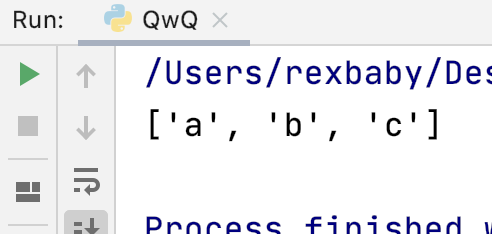 Run: QwQ
/Users/rexbaby/Des
['a', 'b', 'c']
Process finished w